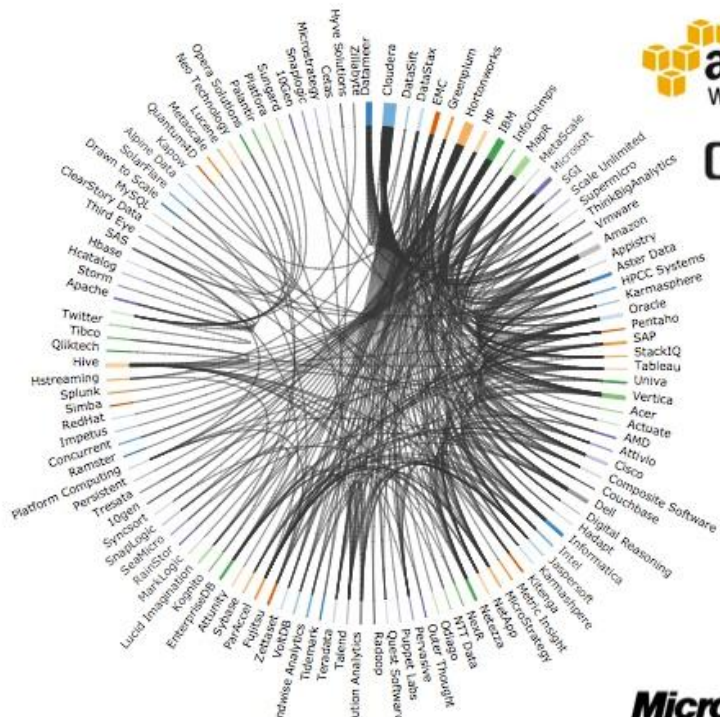 Datameer
Cloudera
DataSift
DataStax
EMC
Greenplum
Hortonworks
HP
IBM
InfoChimps
MapR
MetaScale
Microsoft
SGI
Scale Unlimited
Supermicro
ThinkBigAnalytics
Vmware
Amazon
Appistry
Aster Data
HPCC Systems
Karmasphere
Oracle
Pentaho
SAP
StackIQ
Tableau
Univa
Vertica
Acer
Actuate
AMD
Attivio
Cisco
Composite Software
Couchbase
Dell
Digital Reasoning
Hadapt
Informatica
Intel
Jaspersoft
Karmashpere
Kitenga
Metric Insight
MicroStrategy
NetApp
Netezza
NexR
NTT Data
Odiago
Outer Thought
Pervasive
Puppet Labs
Quest Software
Radoop
ution Analytics
Talend
Teradata
Tidemark
ndwise Analytics
VoltDB
Zettaset
Fujitsu
ParAccel
Sybase
Attunity
EnterpriseDB
Kognito
Lucid Imagination
MarkLogic
RainStor
SeaMicro
SnapLogic
Syncsort
10gen
Tresata
Persistent
Platform Computing
Ramster
Concurrent
Impetus
RedHat
Simba
Splunk
Hstreaming
Hive
Qliktech
Tibco
Twitter
Apache
Storm
Hcatalog
Hbase
SAS
Third Eye
ClearStory Data
MySQL
Drawn to Scale
SolarFlare
Alpine Data
Kapow
Quantum4D
Metascale
Lucene
Neo Technology
Opera Solutions
Palantir
Platfora
Sungard
10Gen
Snaplogic
Microstrategy
Cetas
Hyve Solutions
Zillabyte
a
W
Micro